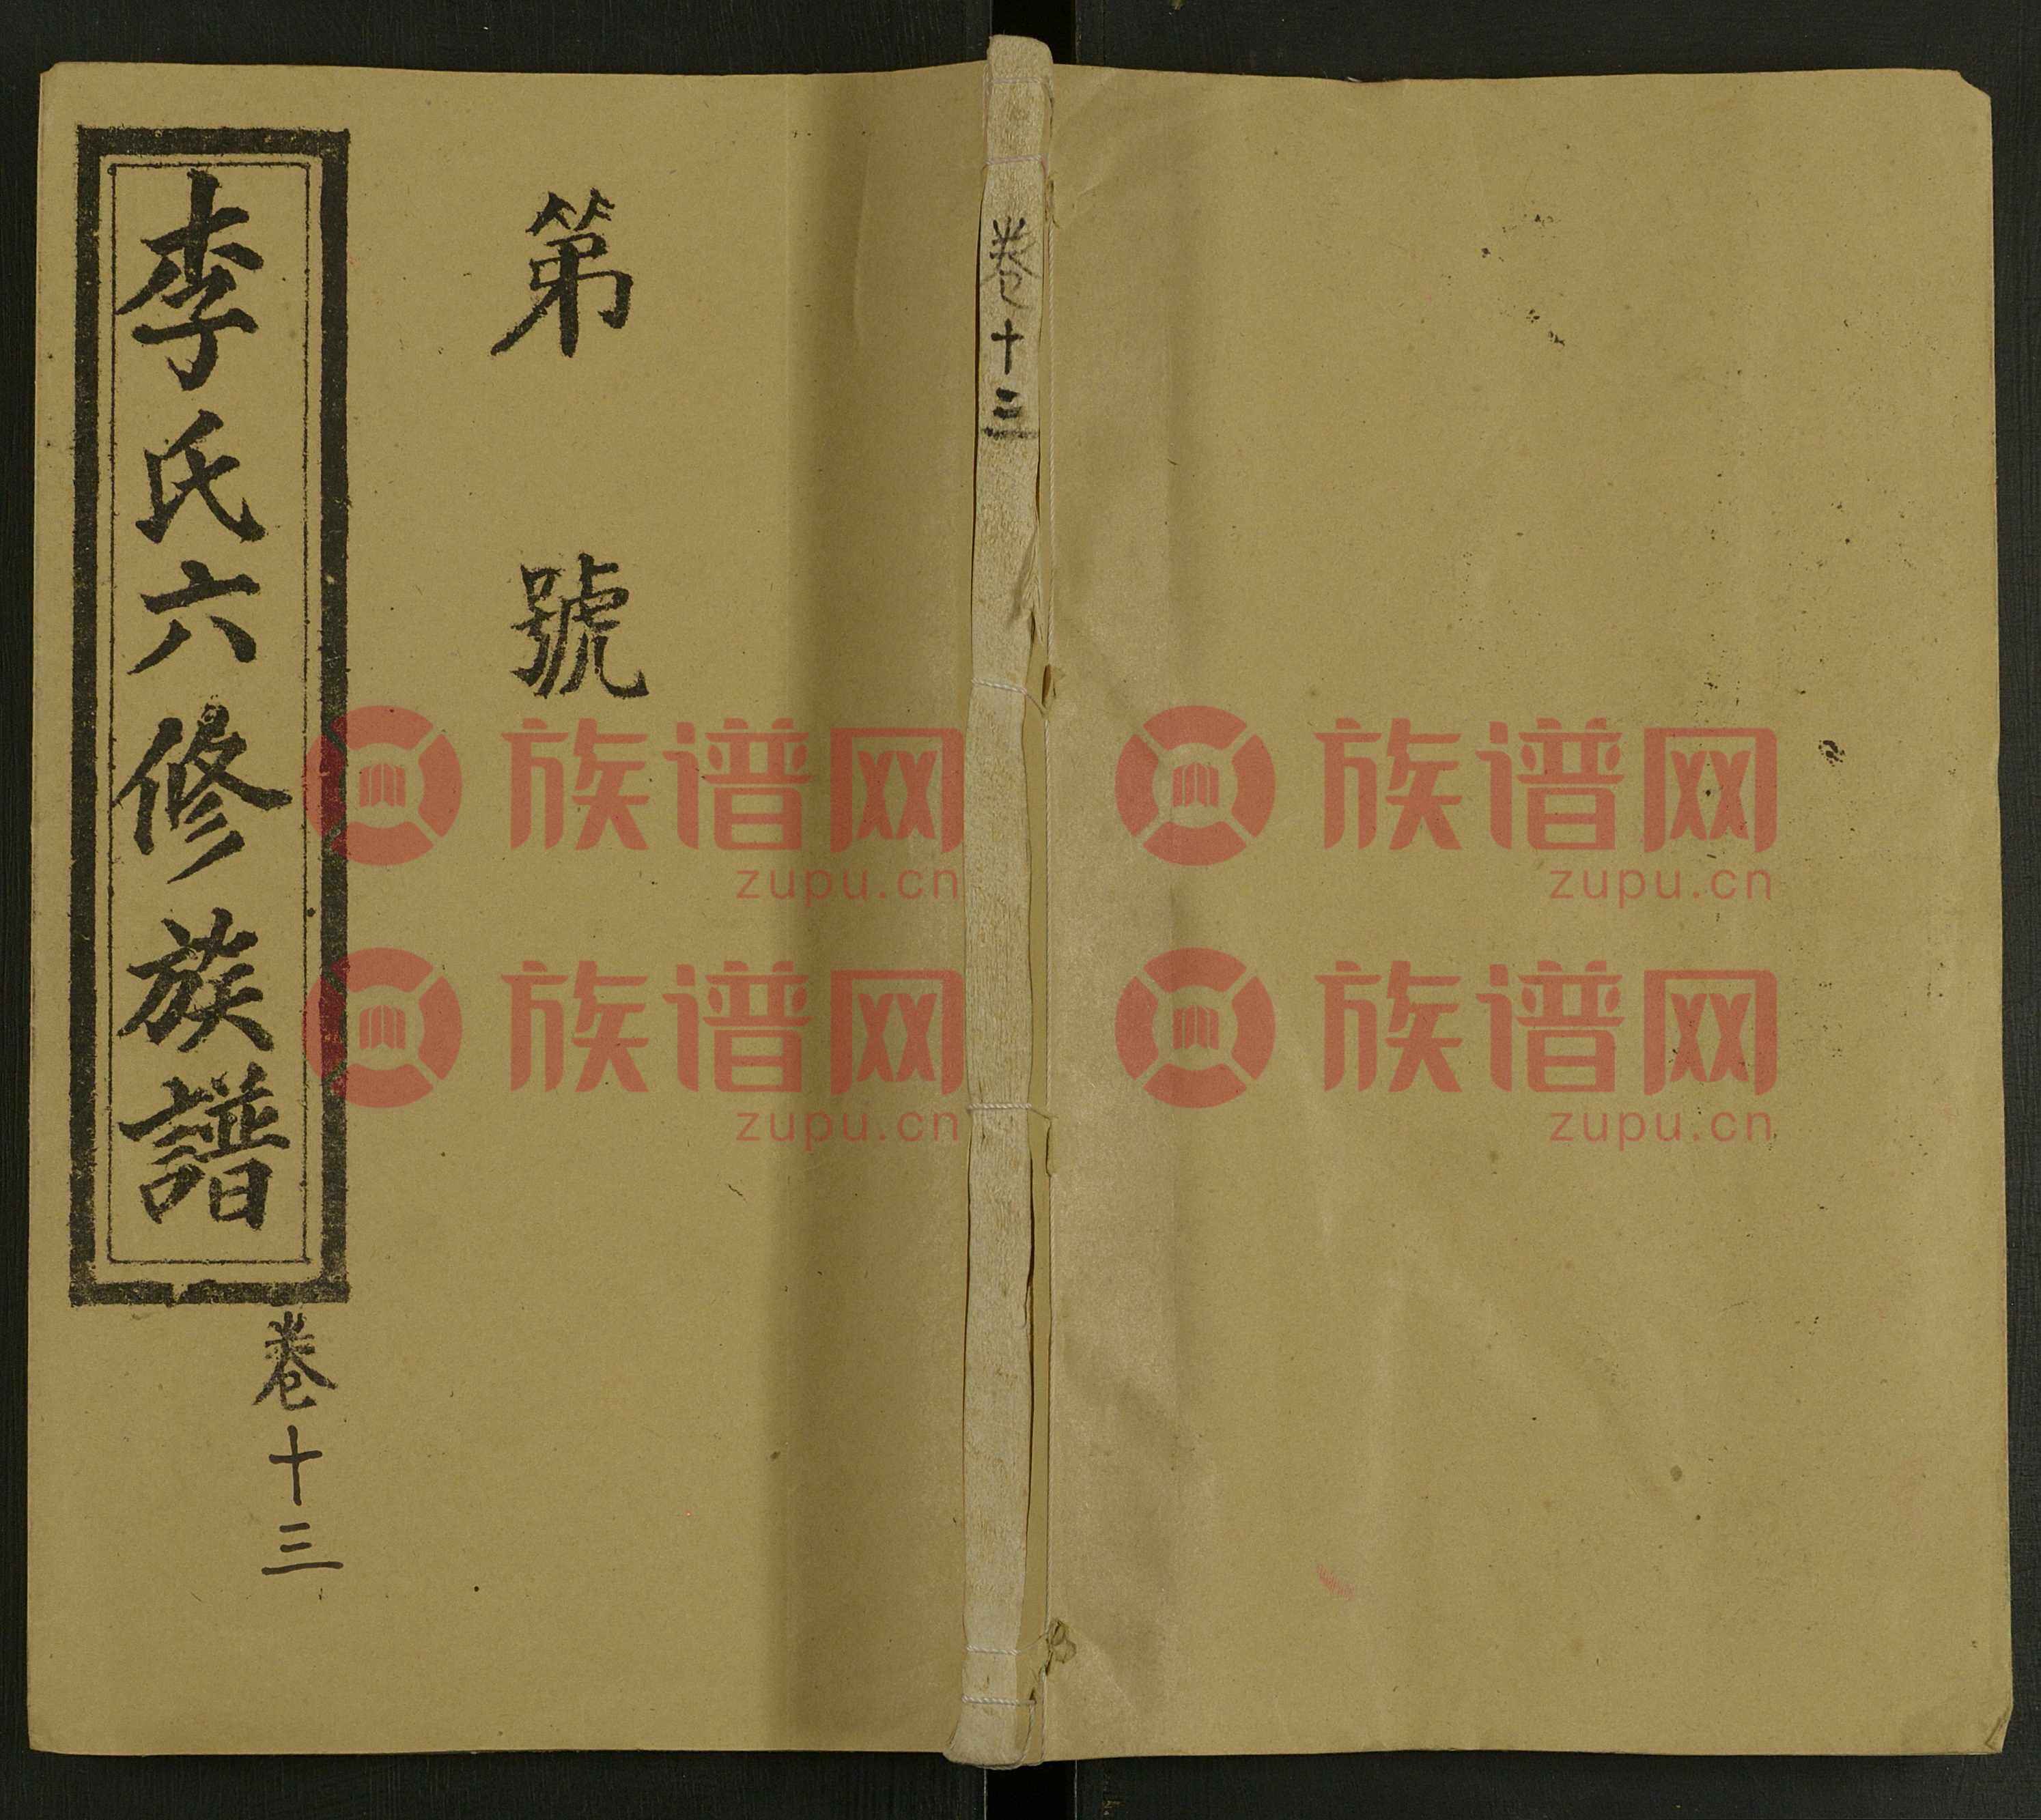 李氏六修族譜
卷十三
第　號
卷十三
族谱网
zupu.cn
族谱网
zupu.cn
族谱网
zupu.cn
族谱网
zupu.cn